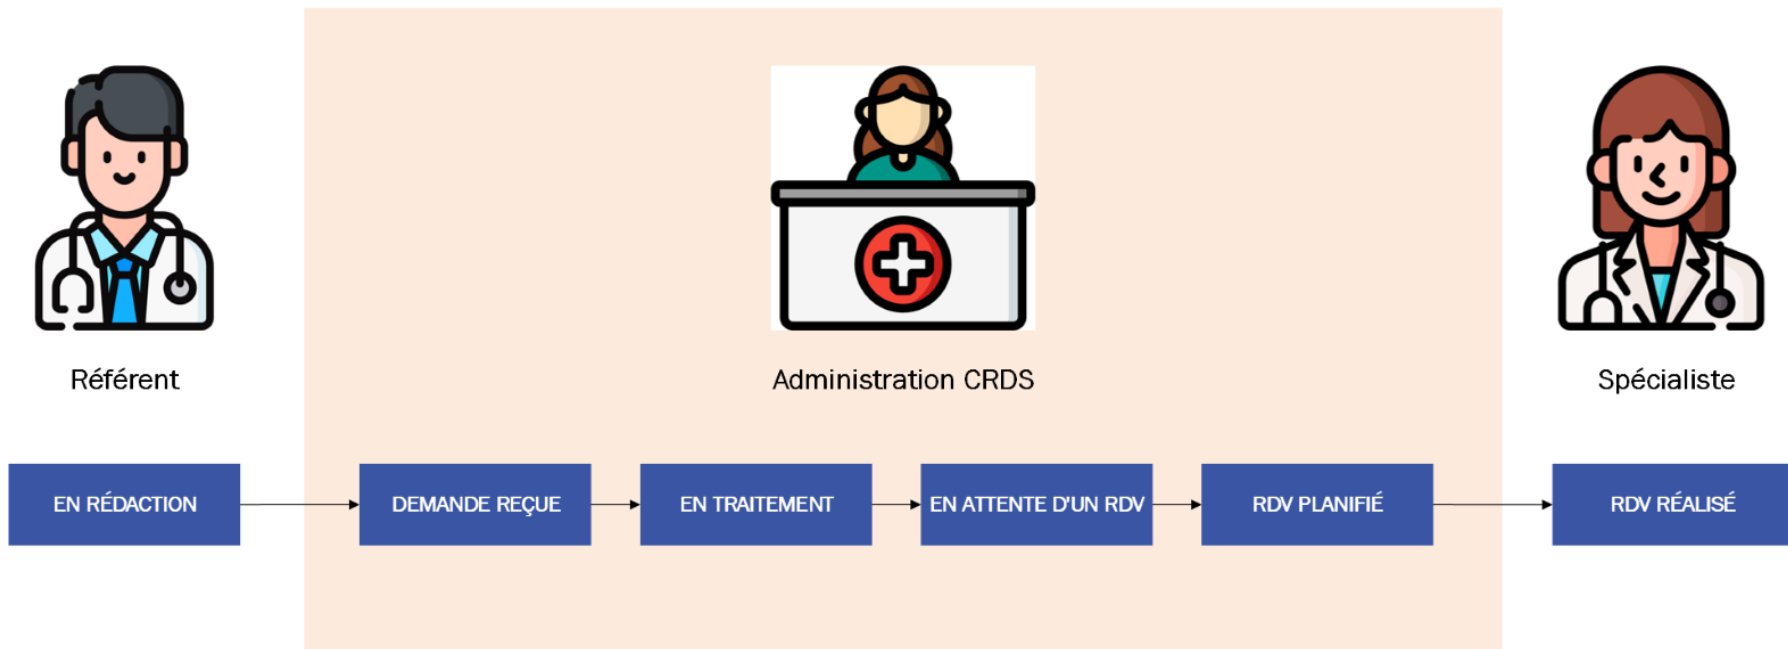 Référent
Administration CRDS
Spécialiste
EN RÉDACTION
DEMANDE REÇUE
EN TRAITEMENT
EN ATTENTE D'UN RDV
RDV PLANIFIÉ
RDV RÉALISÉ